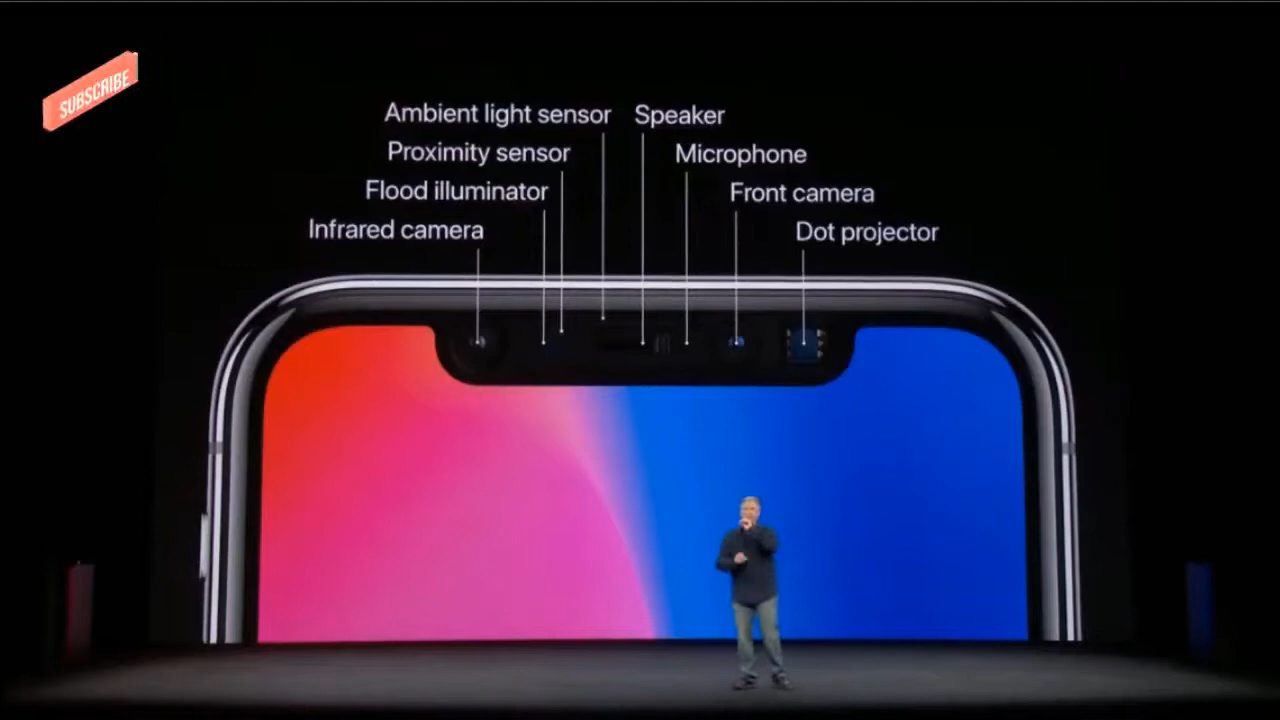 SUBSCRIBE
Ambient light sensor
Speaker
Proximity sensor
Microphone
Flood illuminator
Front camera
Infrared camera
Dot projector